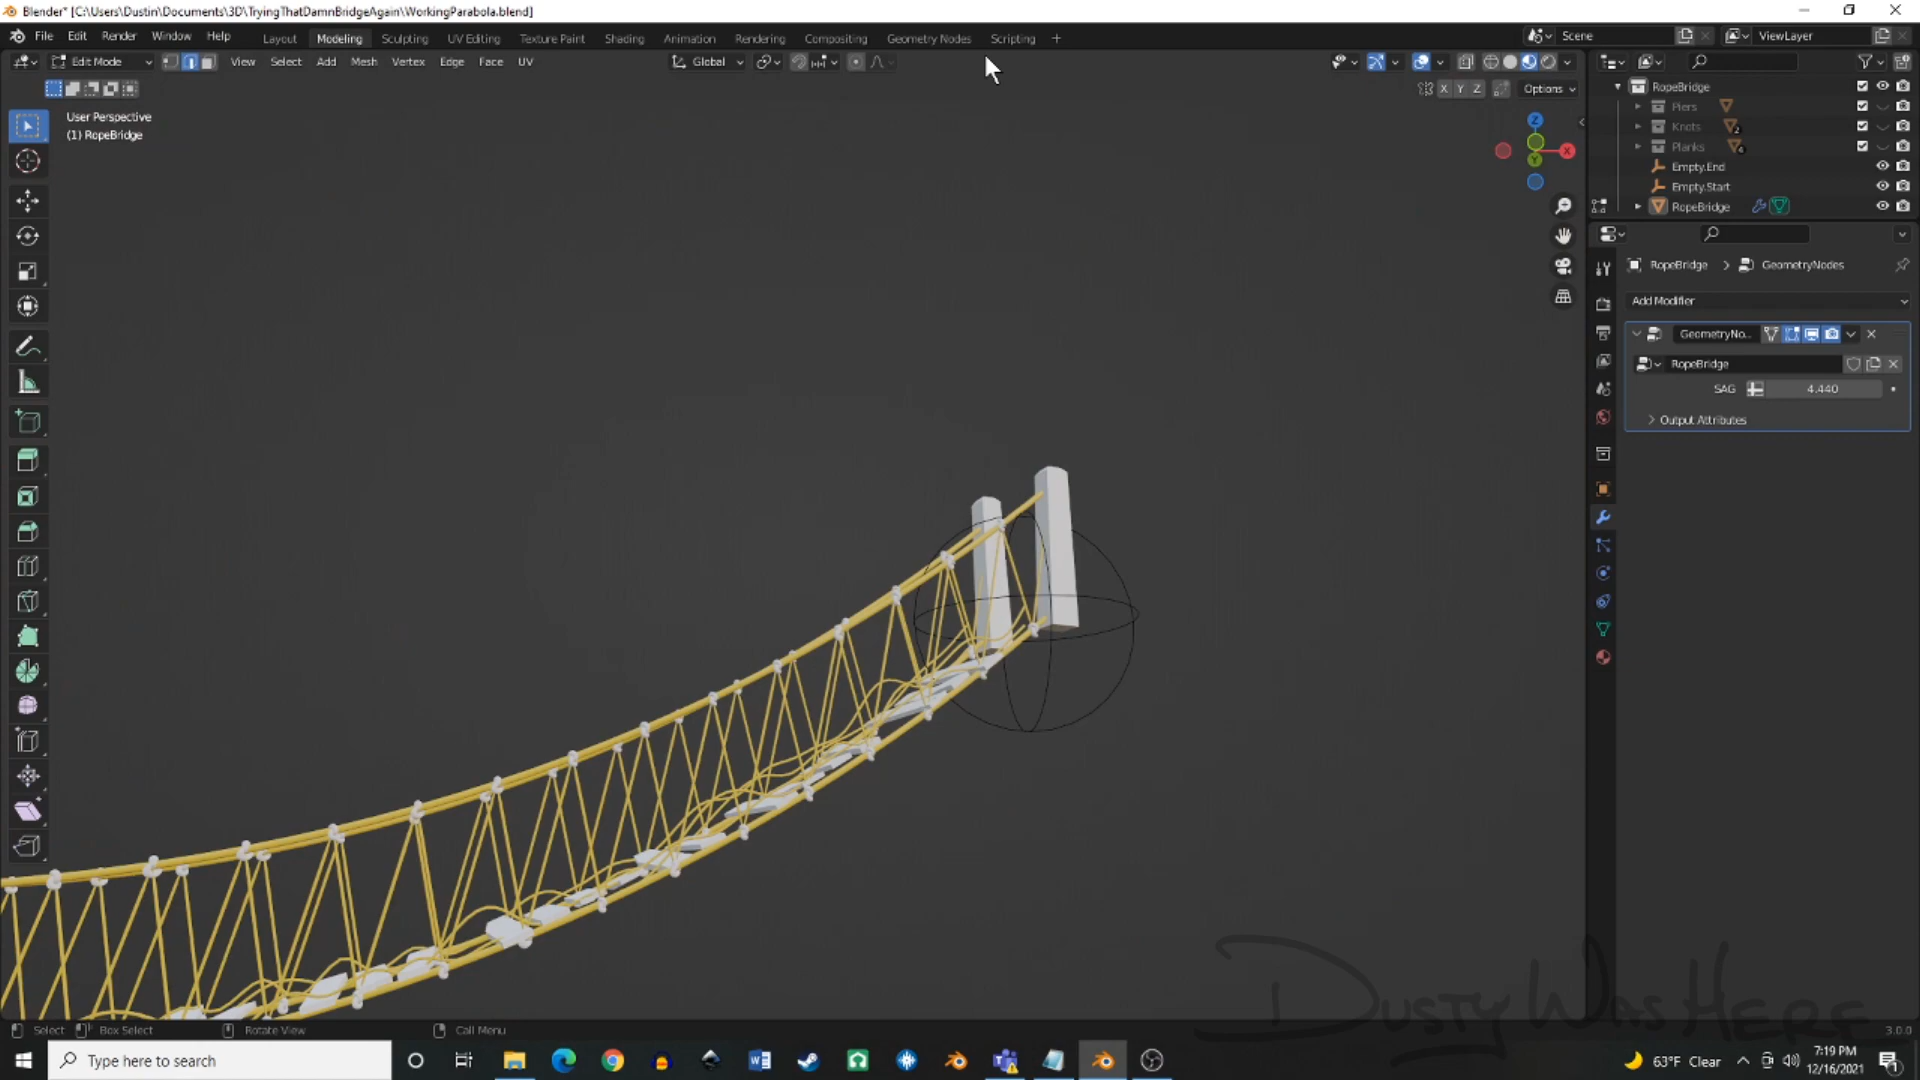 Blender* [C:\Users\Dustin\Documents\3D\TryingThatDamnBridgeAgain\WorkingParabola.blend]
File Edit Render Window Help
Layout Modeling Sculpting UV Editing Texture Paint Shading Animation Rendering Compositing Geometry Nodes Scripting +
Scene
ViewLayer
Edit Mode View Select Add Mesh Vertex Edge Face UV
Global
X Y Z Options
User Perspective
(1) RopeBridge
Z
X
Y
RopeBridge
Piers
Knots 2
Planks
Empty.End
Empty.Start
RopeBridge
RopeBridge > GeometryNodes
Add Modifier
GeometryNo...
RopeBridge
SAG 4.440
Output Attributes
Select Box Select Rotate View Call Menu
3.0.0
DUSTYWASHERE
Type here to search
63°F Clear
7:19 PM
12/16/2021